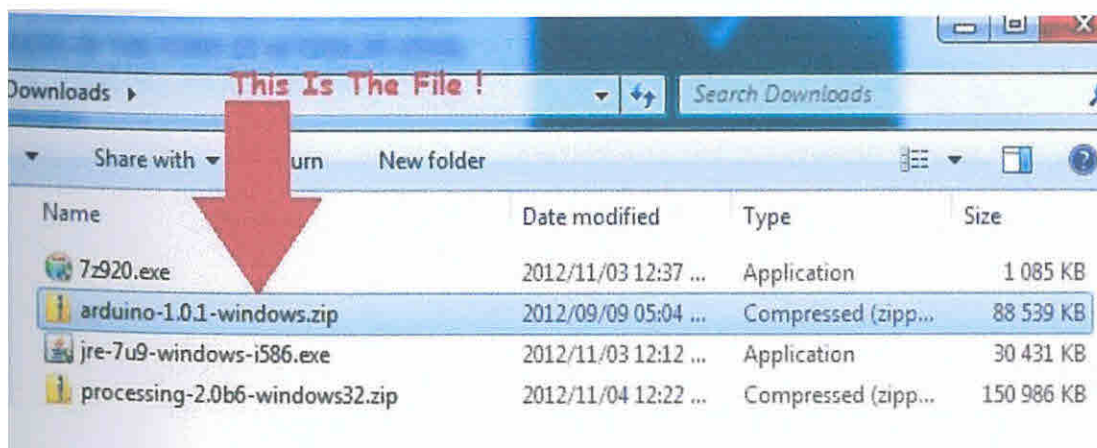 Downloads
This Is The File !
Search Downloads
Share with
urn
New folder
Name Date modified Type Size
7z920.exe 2012/11/03 12:37 ... Application 1 085 KB
arduino-1.0.1-windows.zip 2012/09/09 05:04 ... Compressed (zipp... 88 539 KB
jre-7u9-windows-i586.exe 2012/11/03 12:12 ... Application 30 431 KB
processing-2.0b6-windows32.zip 2012/11/04 12:22 ... Compressed (zipp... 150 986 KB